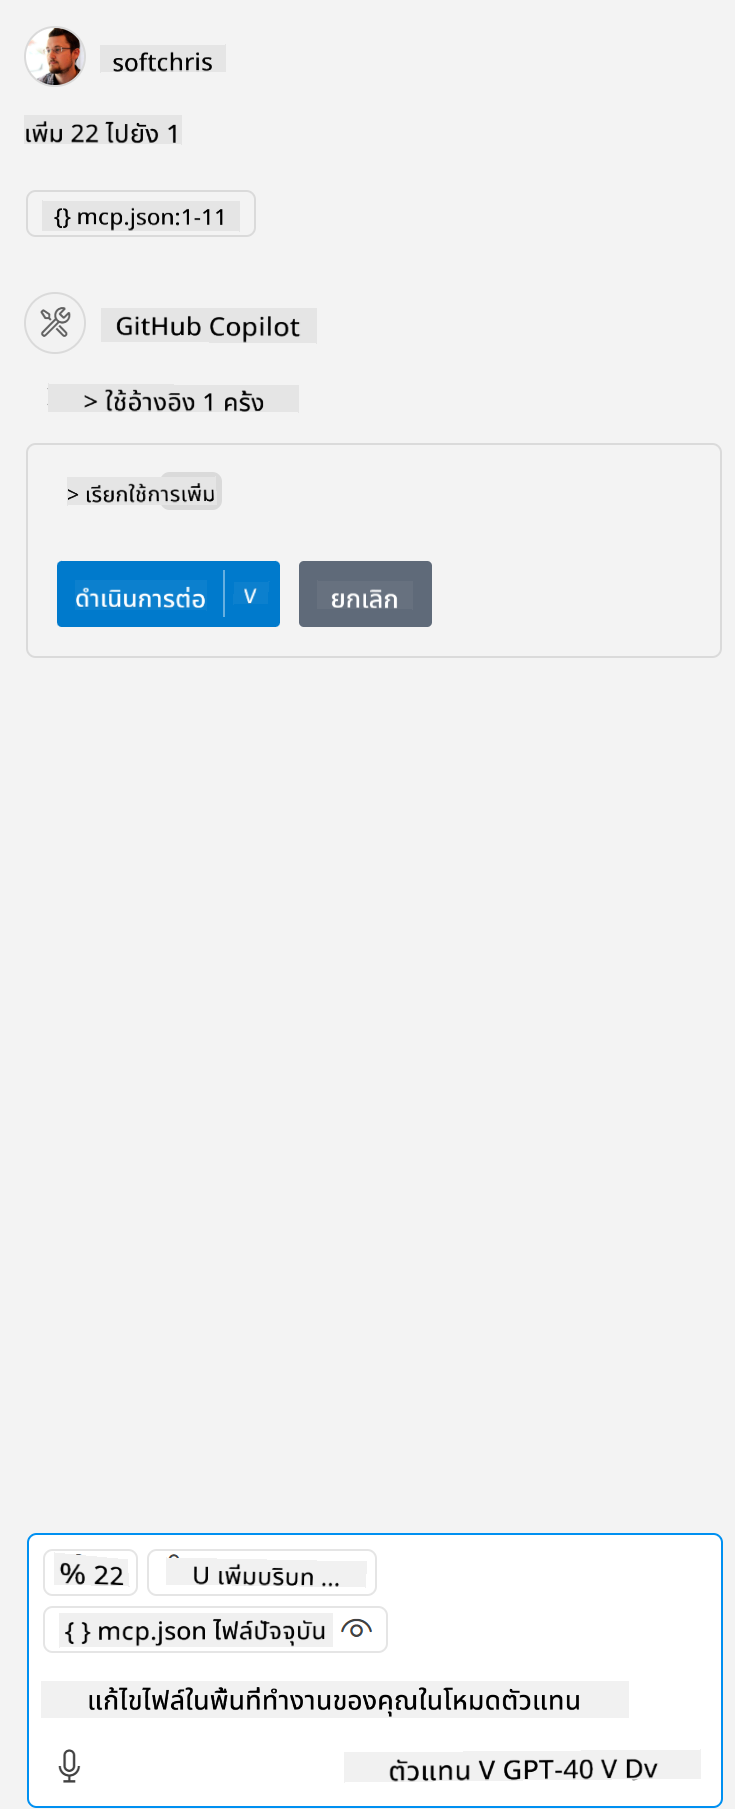 softchris
เพิ่ม 22 ไปยัง 1
{} mcp.json:1-11
GitHub Copilot
> ใช้อ้างอิง 1 ครั้ง
> เรียกใช้การเพิ่ม
ดำเนินการต่อ V ยกเลิก
% 22 U เพิ่มบริบท ...
{ } mcp.json ไฟล์ปัจจุบัน
แก้ไขไฟล์ในพื้นที่ทำงานของคุณในโหมดตัวแทน
ตัวแทน V GPT-40 V Dv